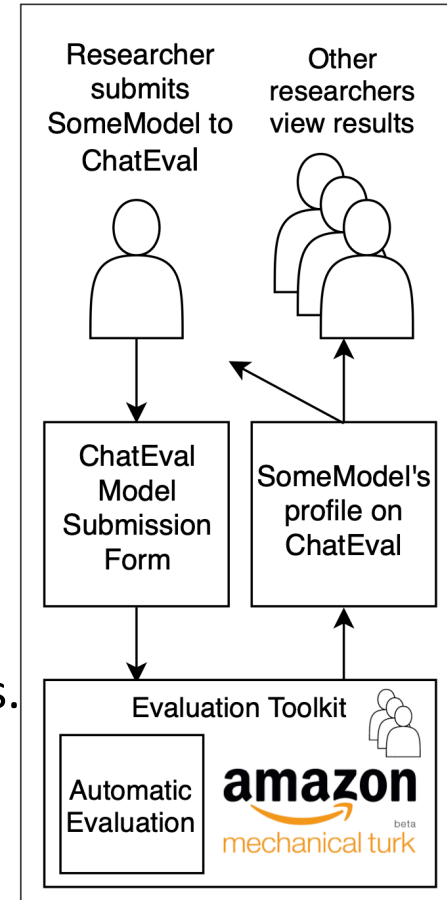 Researcher
submits
SomeModel to
ChatEval
Other
researchers
view results
ChatEval
Model
Submission
Form
SomeModel's
profile on
ChatEval
s.
Evaluation Toolkit
Automatic
Evaluation
amazon
beta
mechanical turk